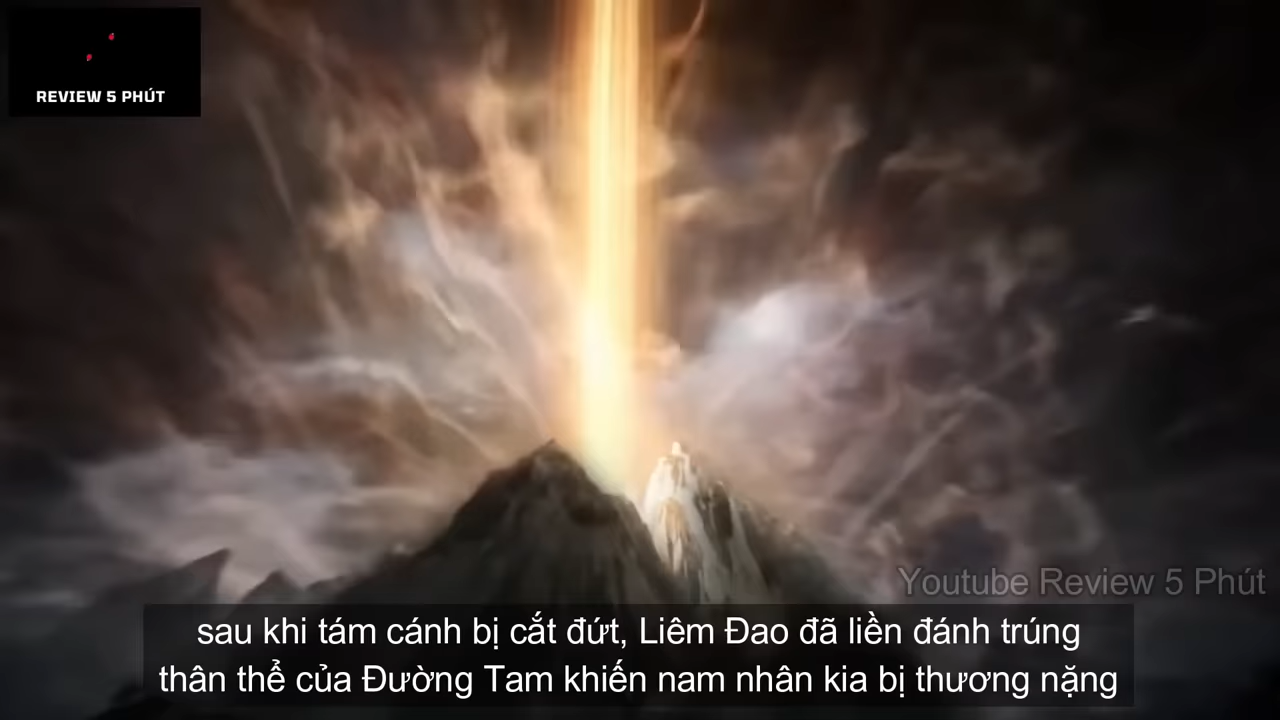 REVIEW 5 PHÚT
Youtube Review 5 Phút
sau khi tám cánh bị cắt đứt, Liêm Đao đã liền đánh trúng
thân thể của Đường Tam khiến nam nhân kia bị thương nặng